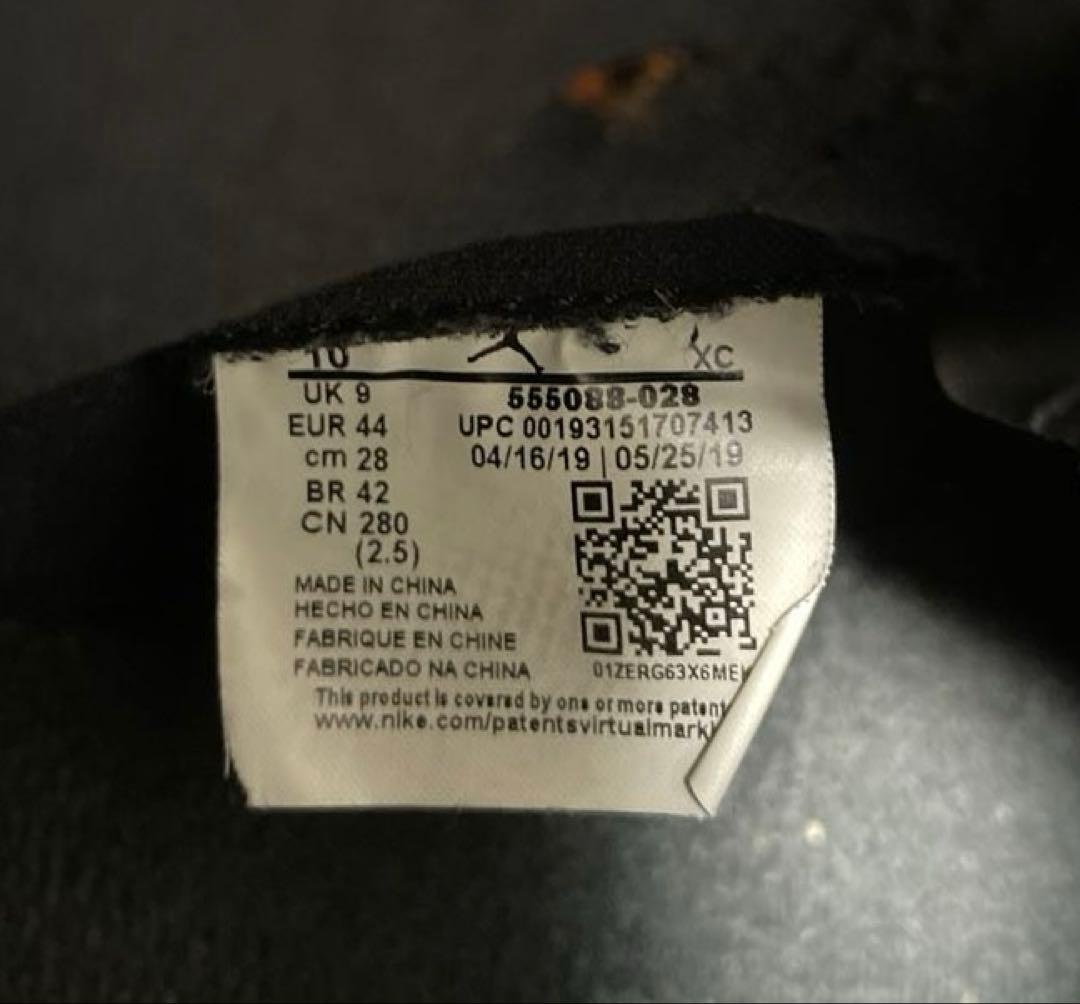 10 XC
UK 9 555088-028
EUR 44 UPC 00193151707413
cm 28 04/16/19 | 05/25/19
BR 42
CN 280
(2.5)
MADE IN CHINA
HECHO EN CHINA
FABRIQUE EN CHINE
FABRICADO NA CHINA 01ZERG63X6ME
This product is covered by one or more patent
www.nike.com/patentsvirtualmark